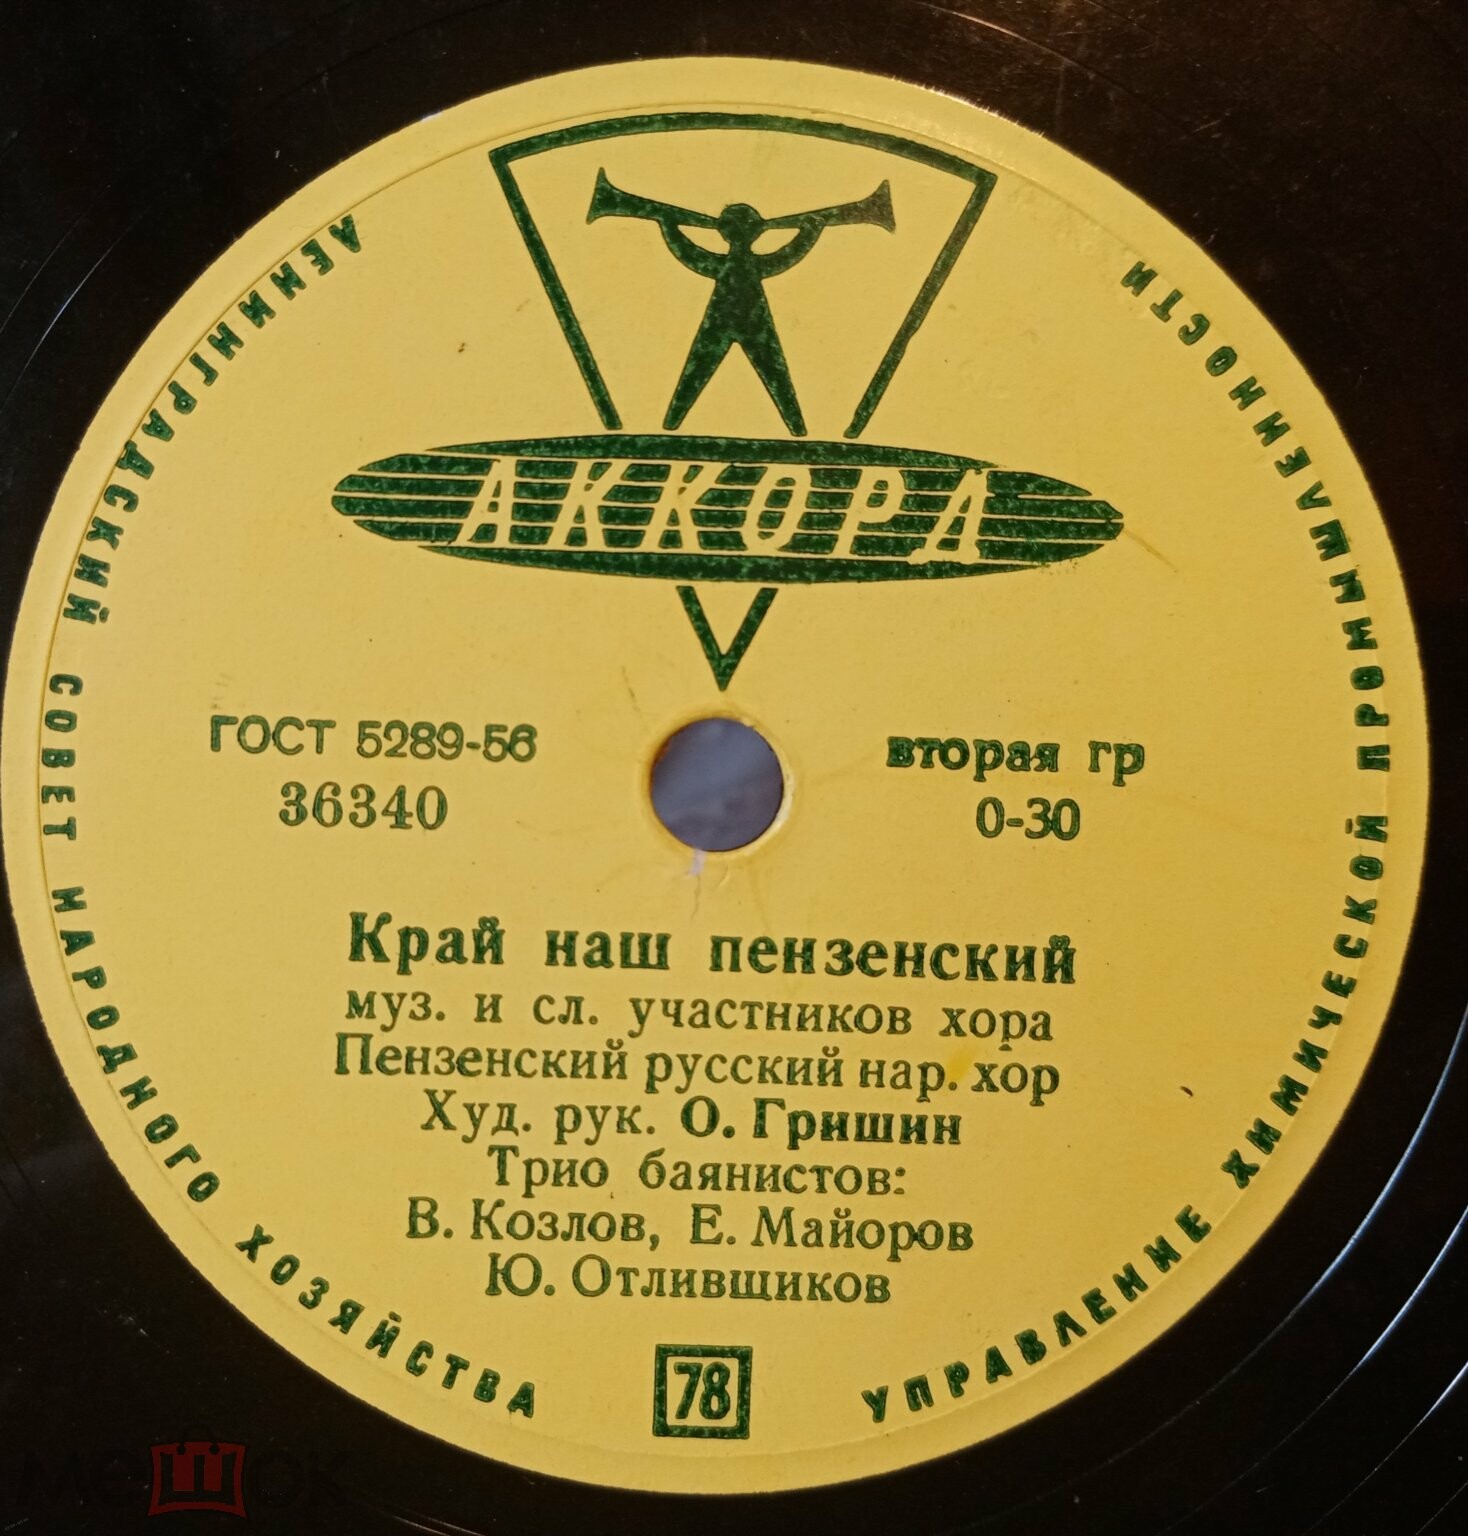 ЛЕНИНГРАДСКИЙ СОВЕТ НАРОДНОГО ХОЗЯЙСТВА
УПРАВЛЕНИЕ ХИМИЧЕСКОЙ ПРОМЫШЛЕННОСТИ
АККОРД
ГОСТ 5289-56
36340
вторая гр
0-30
Край наш пензенский
муз. и сл. участников хора
Пензенский русский нар. хор
Худ. рук. О. Гришин
Трио баянистов:
В. Козлов, Е. Майоров
Ю. Отливщиков
78
мешок